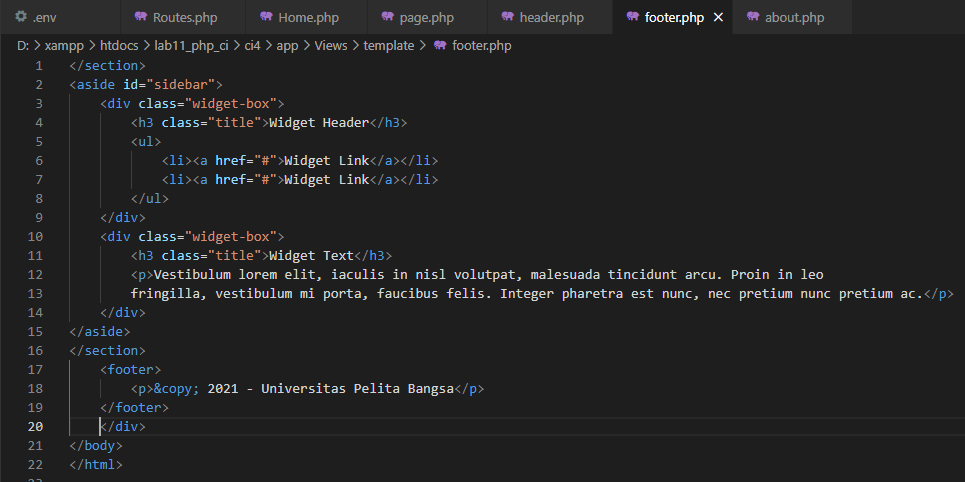 .env Routes.php Home.php page.php header.php footer.php about.php
D: > xampp > htdocs > lab11_php_ci > ci4 > app > Views > template > footer.php
1 </section>
2 <aside id="sidebar">
3 <div class="widget-box">
4 <h3 class="title">Widget Header</h3>
5 <ul>
6 <li><a href="#">Widget Link</a></li>
7 <li><a href="#">Widget Link</a></li>
8 </ul>
9 </div>
10 <div class="widget-box">
11 <h3 class="title">Widget Text</h3>
12 <p>Vestibulum lorem elit, iaculis in nisl volutpat, malesuada tincidunt arcu. Proin in leo
13 fringilla, vestibulum mi porta, faucibus felis. Integer pharetra est nunc, nec pretium nunc pretium ac.</p>
14 </div>
15 </aside>
16 </section>
17 <footer>
18 <p>&copy; 2021 - Universitas Pelita Bangsa</p>
19 </footer>
20 </div>
21 </body>
22 </html>